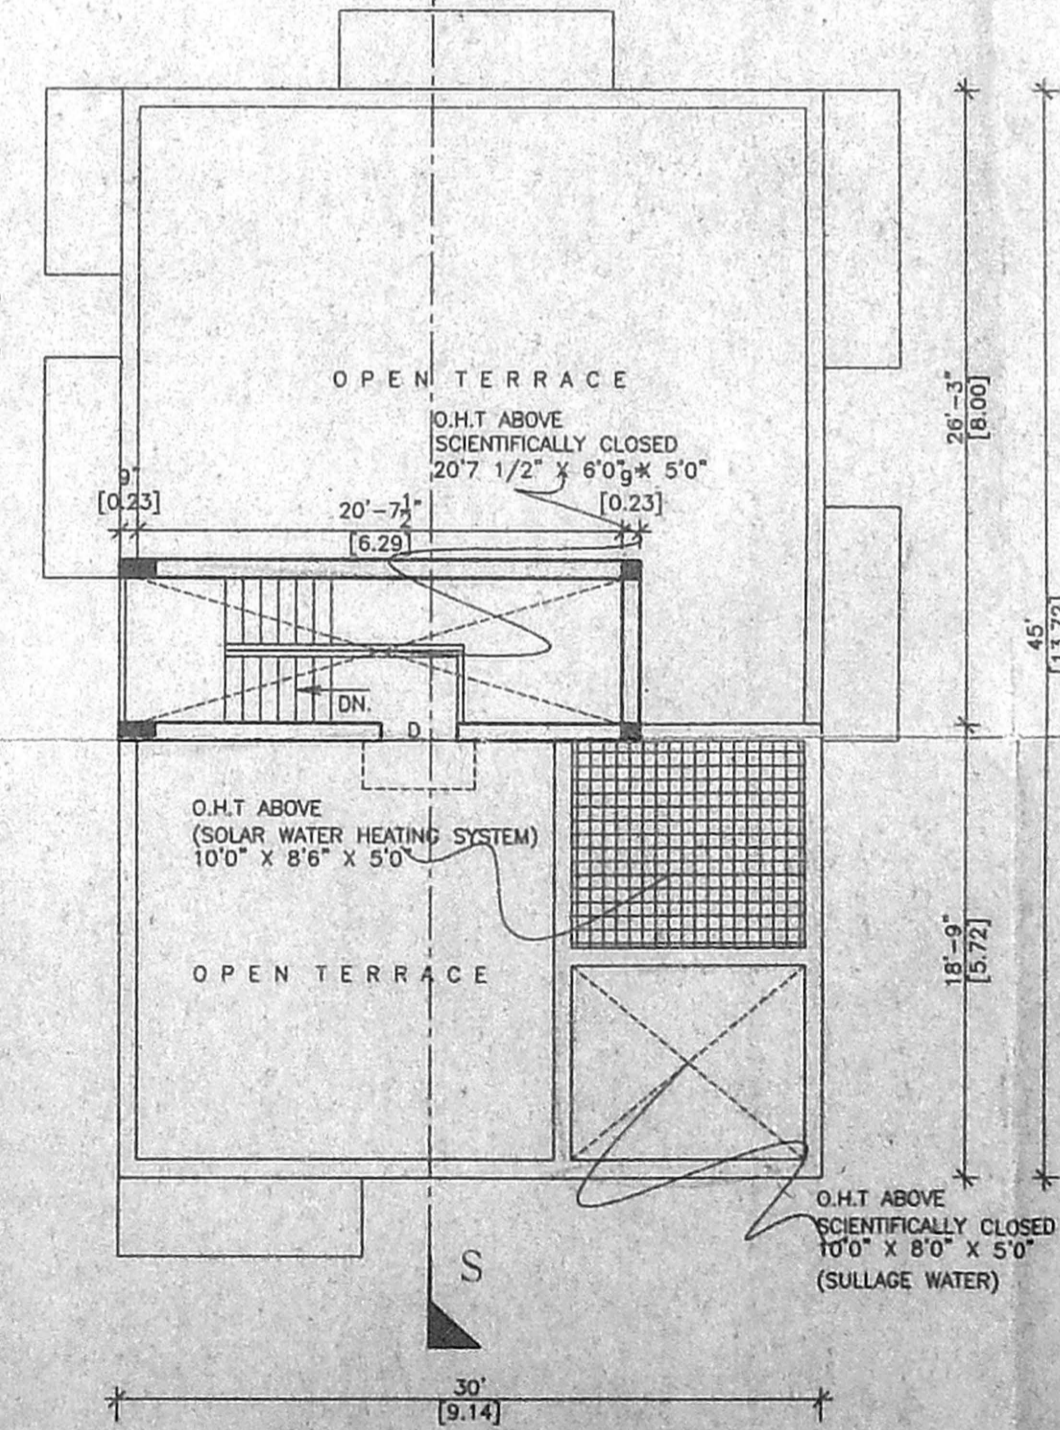 OPEN TERRACE
O.H.T ABOVE
SCIENTIFICALLY CLOSED
20'7 1/2" X 6'0" X 5'0"
9"
[0.23]
20'-7 1/2"
[6.29]
9"
[0.23]
26'-3"
[8.00]
45'
[13.72]
DN.
D
O.H.T ABOVE
(SOLAR WATER HEATING SYSTEM)
10'0" X 8'6" X 5'0"
OPEN TERRACE
18'-9"
[5.72]
O.H.T ABOVE
SCIENTIFICALLY CLOSED
10'0" X 8'0" X 5'0"
(SULLAGE WATER)
S
30'
[9.14]